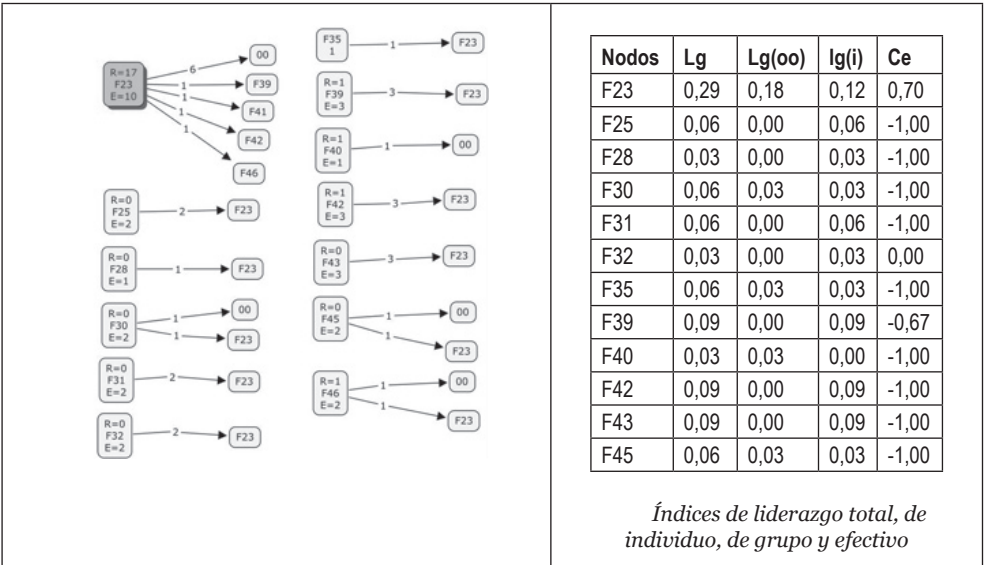 R=17
F23
E=10
6
00
1
F39
1
F41
1
F42
1
F46
R=0
F25
E=2
2
F23
R=0
F28
E=1
1
F23
R=0
F30
E=2
1
00
1
F23
R=0
F31
E=2
2
F23
R=0
F32
E=2
2
F23
F35
1
1
F23
R=1
F39
E=3
3
F23
R=1
F40
E=1
1
00
R=1
F42
E=3
3
F23
R=0
F43
E=3
3
F23
R=0
F45
E=2
1
00
1
F23
R=1
F46
E=2
1
00
1
F23
Nodos Lg Lg(oo) lg(i) Ce
F23 0,29 0,18 0,12 0,70
F25 0,06 0,00 0,06 -1,00
F28 0,03 0,00 0,03 -1,00
F30 0,06 0,03 0,03 -1,00
F31 0,06 0,00 0,06 -1,00
F32 0,03 0,00 0,03 0,00
F35 0,06 0,03 0,03 -1,00
F39 0,09 0,00 0,09 -0,67
F40 0,03 0,03 0,00 -1,00
F42 0,09 0,00 0,09 -1,00
F43 0,09 0,00 0,09 -1,00
F45 0,06 0,03 0,03 -1,00
Índices de liderazgo total, de
individuo, de grupo y efectivo